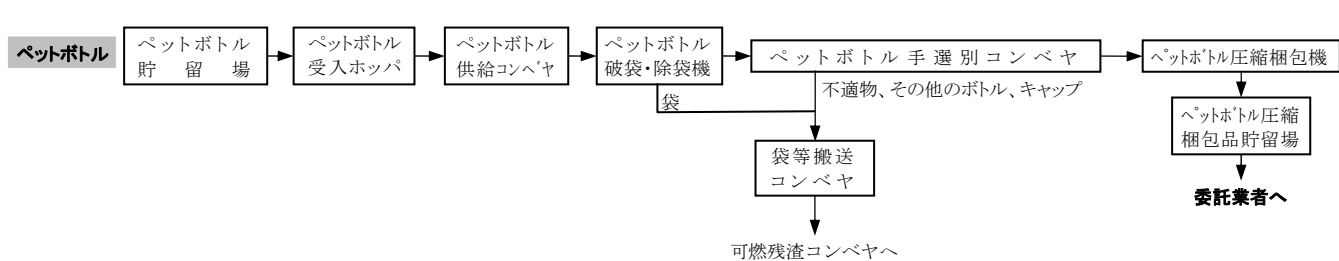 ペットボトル
ペットボトル
貯留場
ペットボトル
受入ホッパ
ペットボトル
供給コンベヤ
ペットボトル
破袋・除袋機
ペットボトル手選別コンベヤ
ペットボトル圧縮梱包機
袋
不適物、その他のボトル、キャップ
袋等搬送
コンベヤ
可燃残渣コンベヤへ
ペットボトル圧縮
梱包品貯留場
委託業者へ